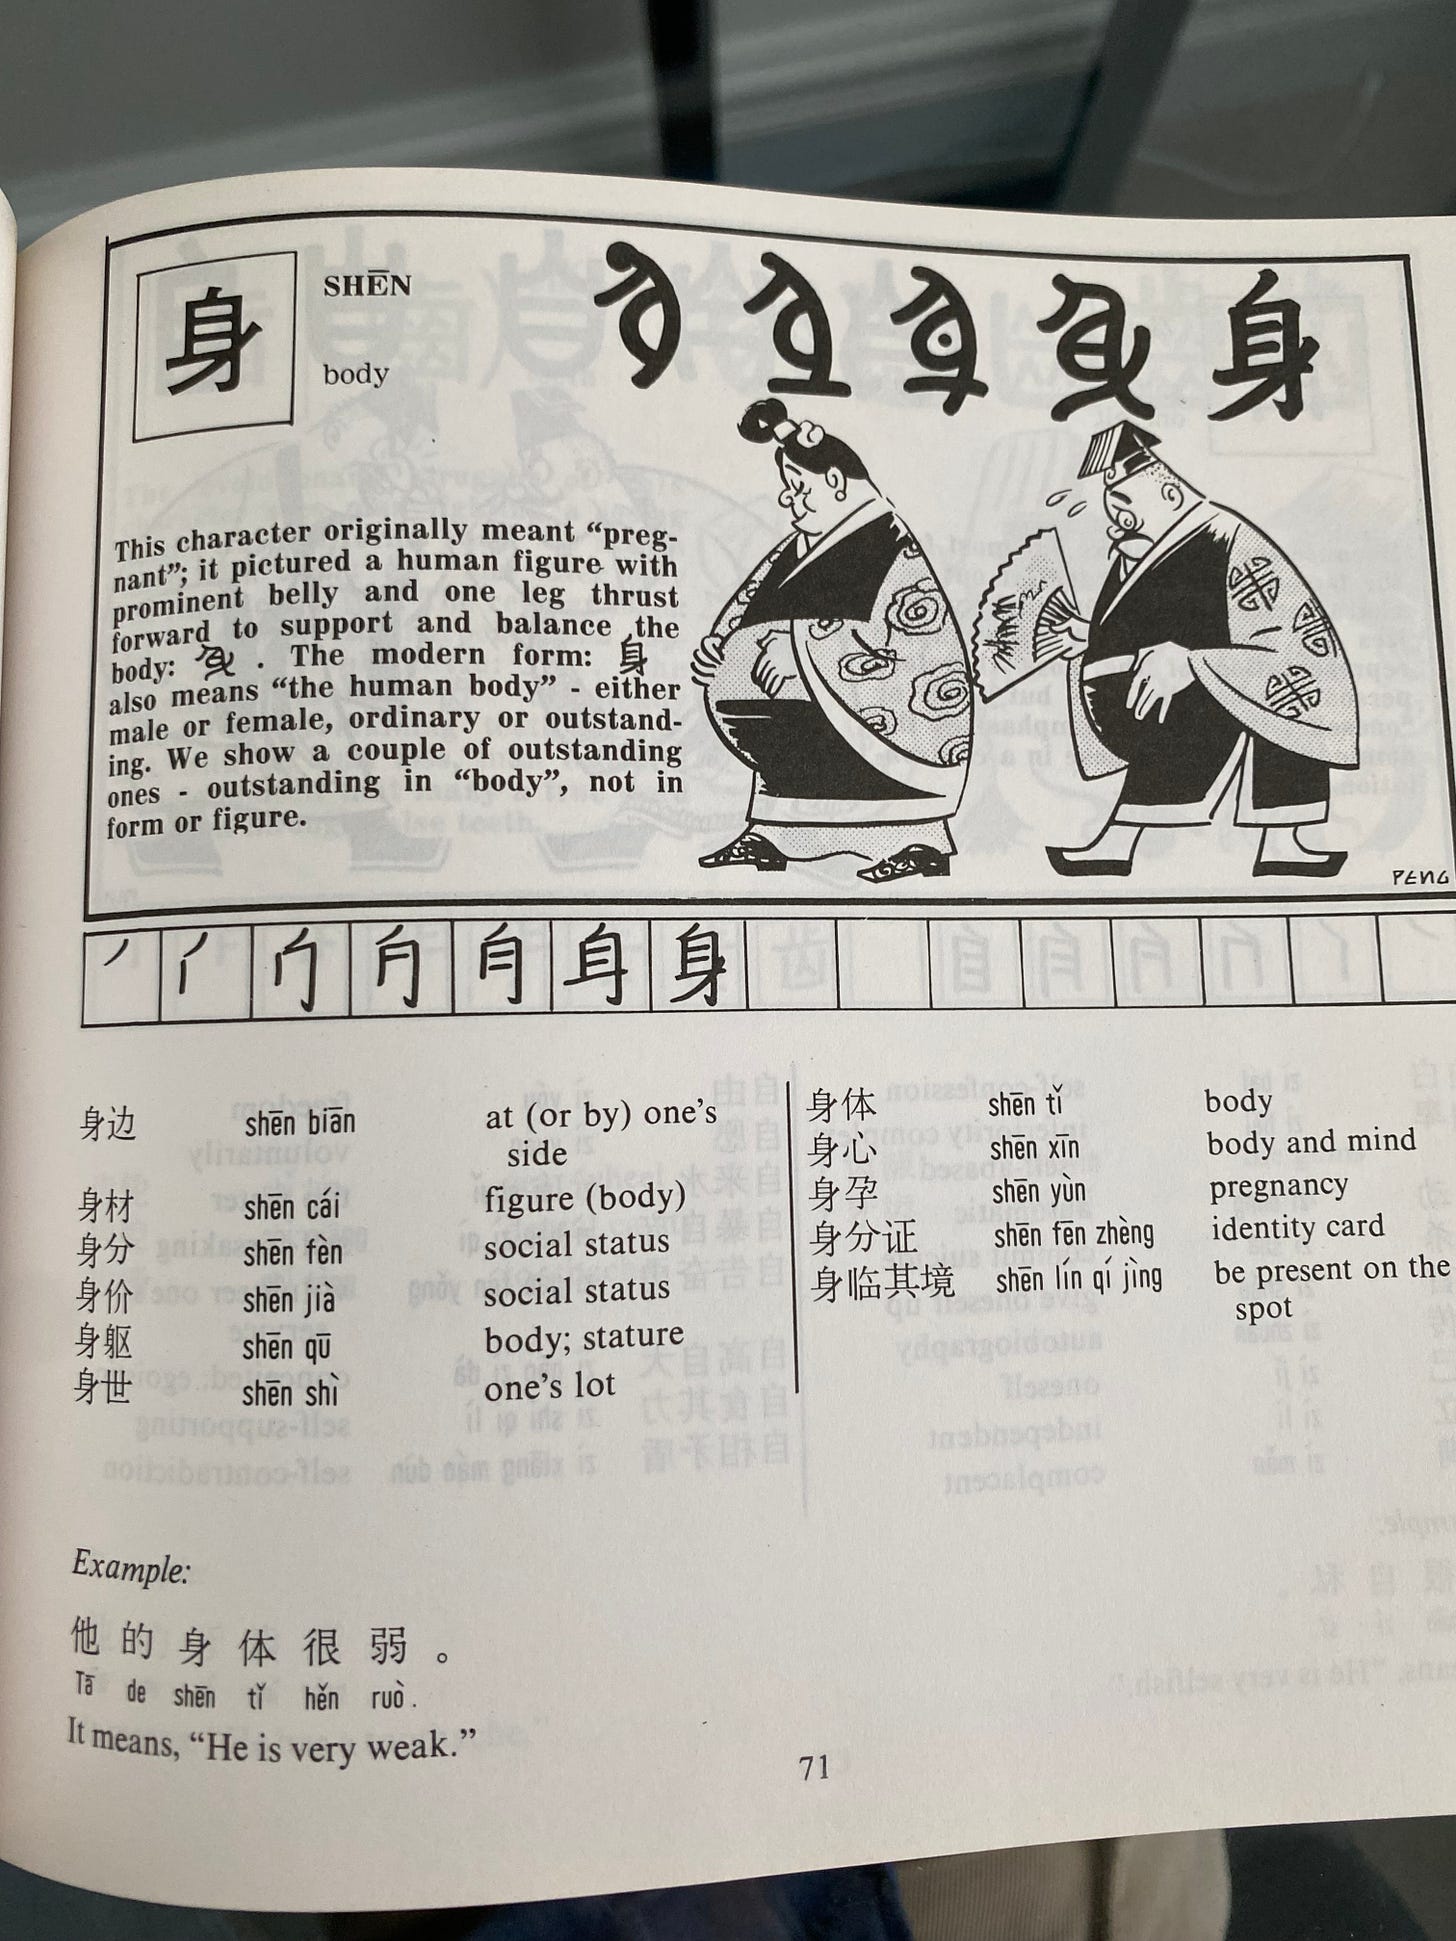 身
SHĒN
body
身
This character originally meant “preg-
nant”; it pictured a human figure with
prominent belly and one leg thrust
forward to support and balance the
body: . The modern form: 身
also means “the human body” - either
male or female, ordinary or outstand-
ing. We show a couple of outstanding
ones - outstanding in “body”, not in
form or figure.
PENG
身
身边 shēn biān at (or by) one’s
side
身材 shēn cái figure (body)
身分 shēn fèn social status
身价 shēn jià social status
身躯 shēn qū body; stature
身世 shēn shì one’s lot
身体 shēn tǐ body
身心 shēn xīn body and mind
身孕 shēn yùn pregnancy
身分证 shēn fēn zhèng identity card
身临其境 shēn lín qí jìng be present on the
spot
Example:
他 的 身 体 很 弱 。
Tā de shēn tǐ hěn ruò.
It means, “He is very weak.”
71